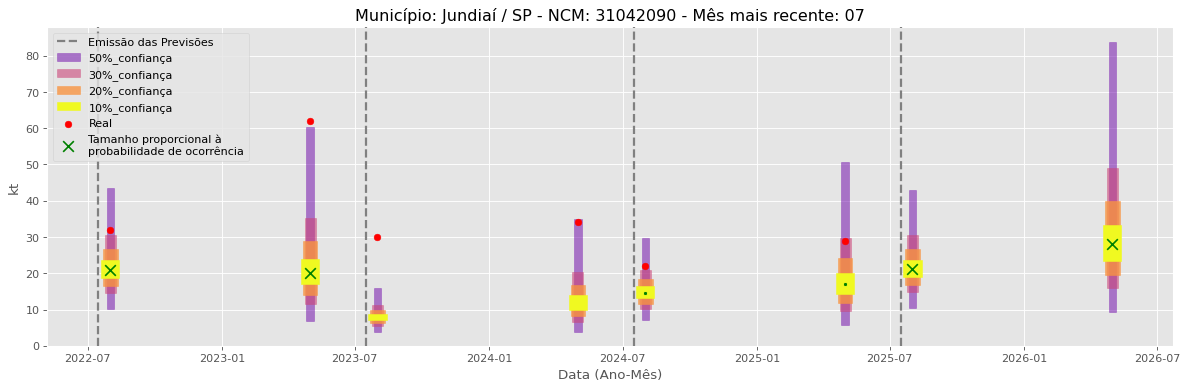 Município: Jundiaí / SP - NCM: 31042090 - Mês mais recente: 07
Emissão das Previsões
50%_confiança
30%_confiança
20%_confiança
10%_confiança
Real
Tamanho proporcional à
probabilidade de ocorrência
kt
80
70
60
50
40
30
20
10
0
2022-07 2023-01 2023-07 2024-01 2024-07 2025-01 2025-07 2026-01 2026-07
Data (Ano-Mês)